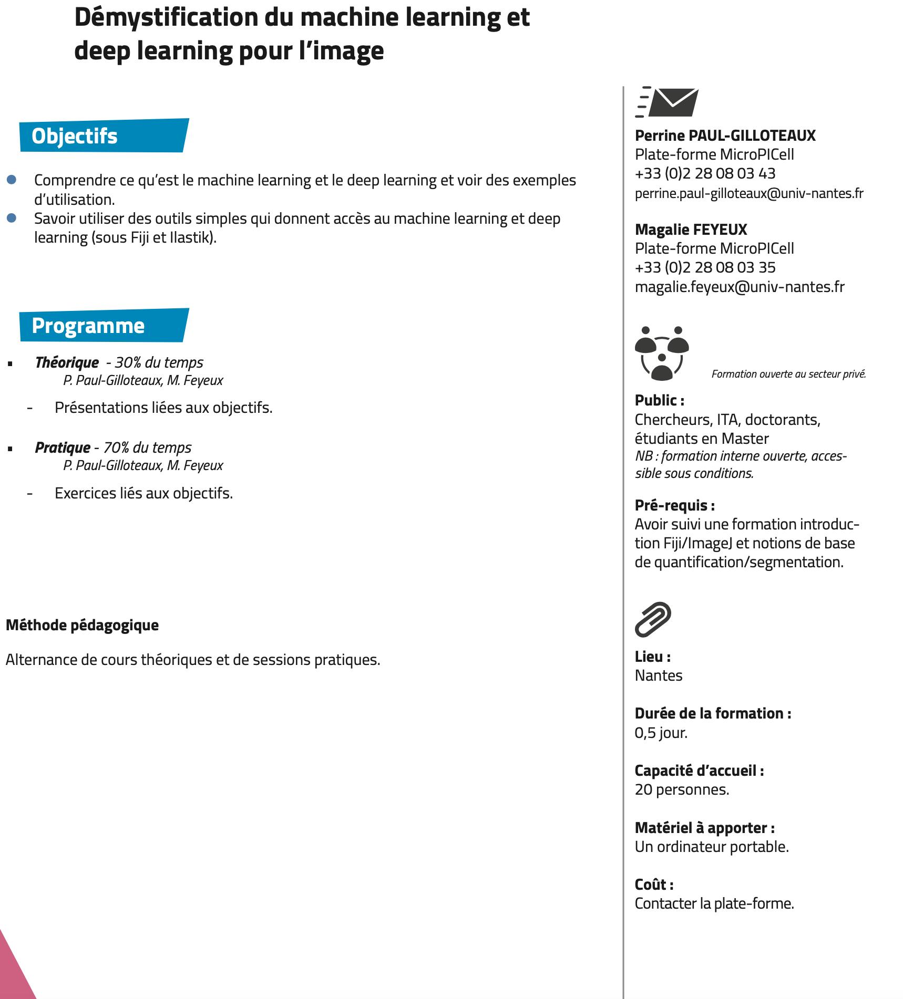 Démystification du machine learning et
deep learning pour l’image
Objectifs
● Comprendre ce qu’est le machine learning et le deep learning et voir des exemples
d’utilisation.
● Savoir utiliser des outils simples qui donnent accès au machine learning et deep
learning (sous Fiji et Ilastik).
Programme
▪ Théorique - 30% du temps
P. Paul-Gilloteaux, M. Feyeux
- Présentations liées aux objectifs.
▪ Pratique - 70% du temps
P. Paul-Gilloteaux, M. Feyeux
- Exercices liés aux objectifs.
Méthode pédagogique
Alternance de cours théoriques et de sessions pratiques.
Perrine PAUL-GILLOTEAUX
Plate-forme MicroPICell
+33 (0)2 28 08 03 43
perrine.paul-gilloteaux@univ-nantes.fr
Magalie FEYEUX
Plate-forme MicroPICell
+33 (0)2 28 08 03 35
magalie.feyeux@univ-nantes.fr
Formation ouverte au secteur privé.
Public :
Chercheurs, ITA, doctorants,
étudiants en Master
NB : formation interne ouverte, acces-
sible sous conditions.
Pré-requis :
Avoir suivi une formation introduc-
tion Fiji/ImageJ et notions de base
de quantification/segmentation.
Lieu :
Nantes
Durée de la formation :
0,5 jour.
Capacité d’accueil :
20 personnes.
Matériel à apporter :
Un ordinateur portable.
Coût :
Contacter la plate-forme.